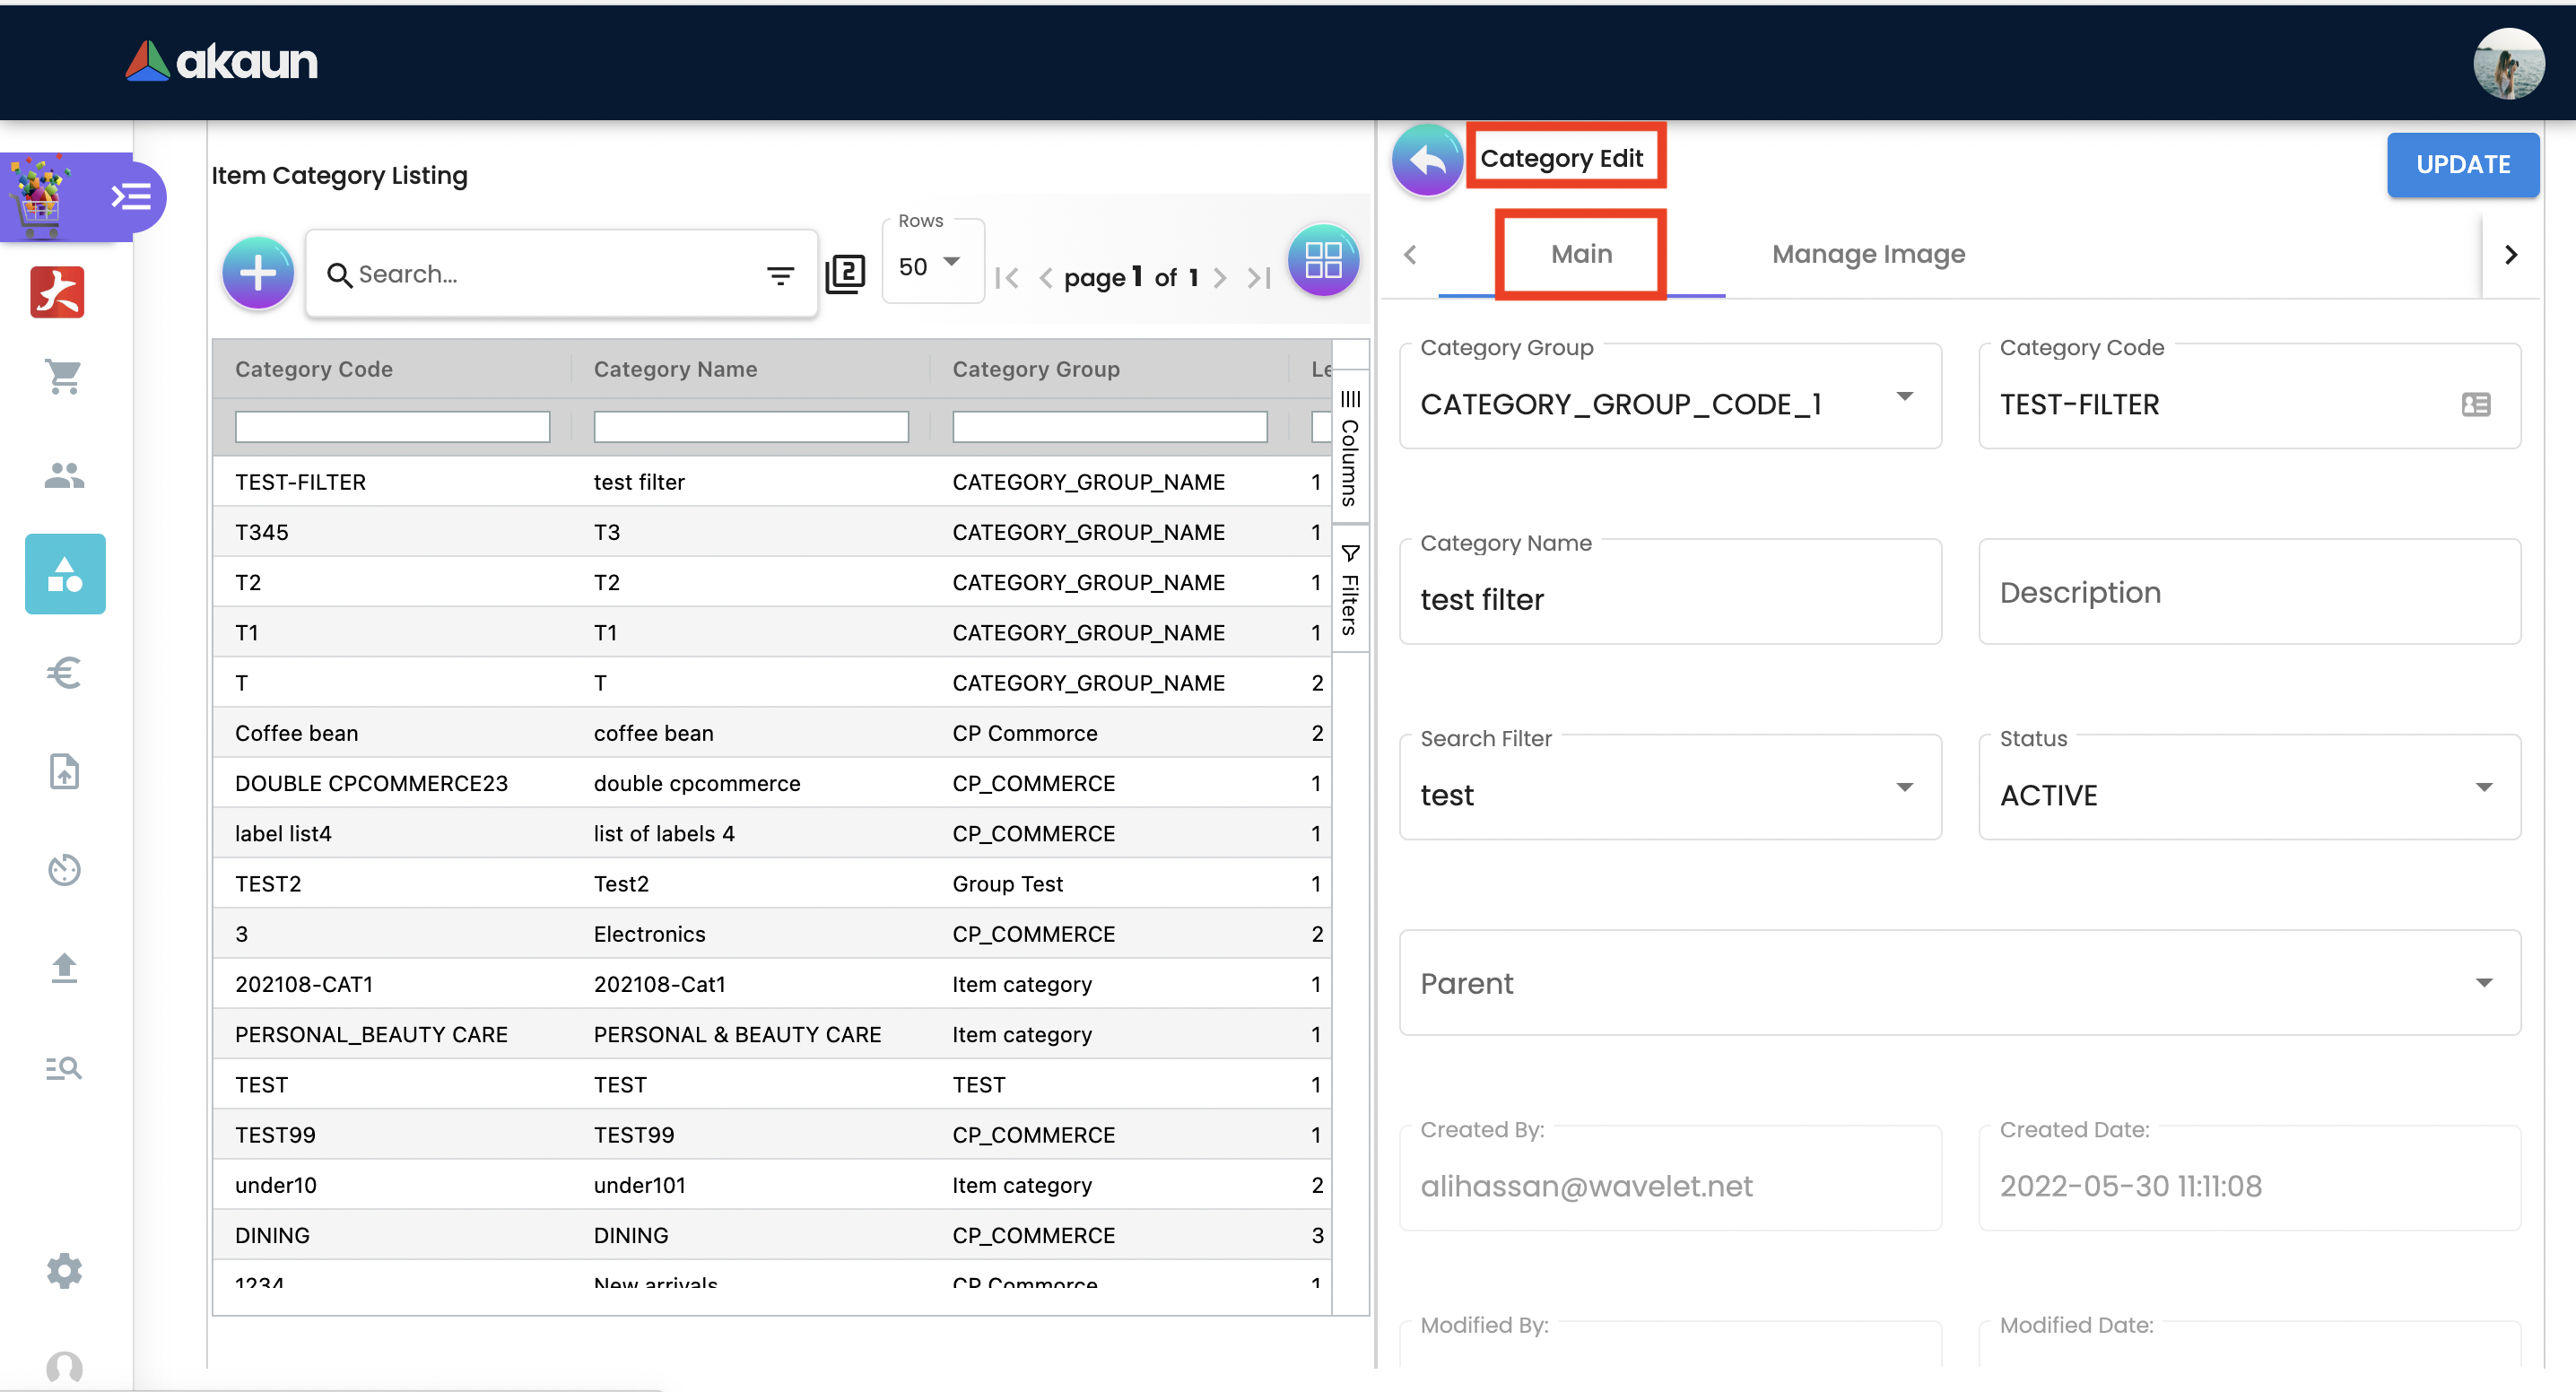 akaun
Item Category Listing
Search...
2
Rows
50
page 1 of 1
Category Code Category Name Category Group Le
TEST-FILTER test filter CATEGORY_GROUP_NAME 1
T345 T3 CATEGORY_GROUP_NAME 1
T2 T2 CATEGORY_GROUP_NAME 1
T1 T1 CATEGORY_GROUP_NAME 1
T T CATEGORY_GROUP_NAME 2
Coffee bean coffee bean CP Commorce 2
DOUBLE CPCOMMERCE23 double cpcommerce CP_COMMERCE 1
label list4 list of labels 4 CP_COMMERCE 1
TEST2 Test2 Group Test 1
3 Electronics CP_COMMERCE 2
202108-CAT1 202108-Cat1 Item category 1
PERSONAL_BEAUTY CARE PERSONAL & BEAUTY CARE Item category 1
TEST TEST TEST 1
TEST99 TEST99 CP_COMMERCE 1
under10 under101 Item category 2
DINING DINING CP_COMMERCE 3
1234 New arrivals CP Commorce 1
Columns
Filters
Category Edit
UPDATE
Main Manage Image
Category Group
CATEGORY_GROUP_CODE_1
Category Code
TEST-FILTER
Category Name
test filter
Description
Search Filter
test
Status
ACTIVE
Parent
Created By:
alihassan@wavelet.net
Created Date:
2022-05-30 11:11:08
Modified By:
Modified Date: